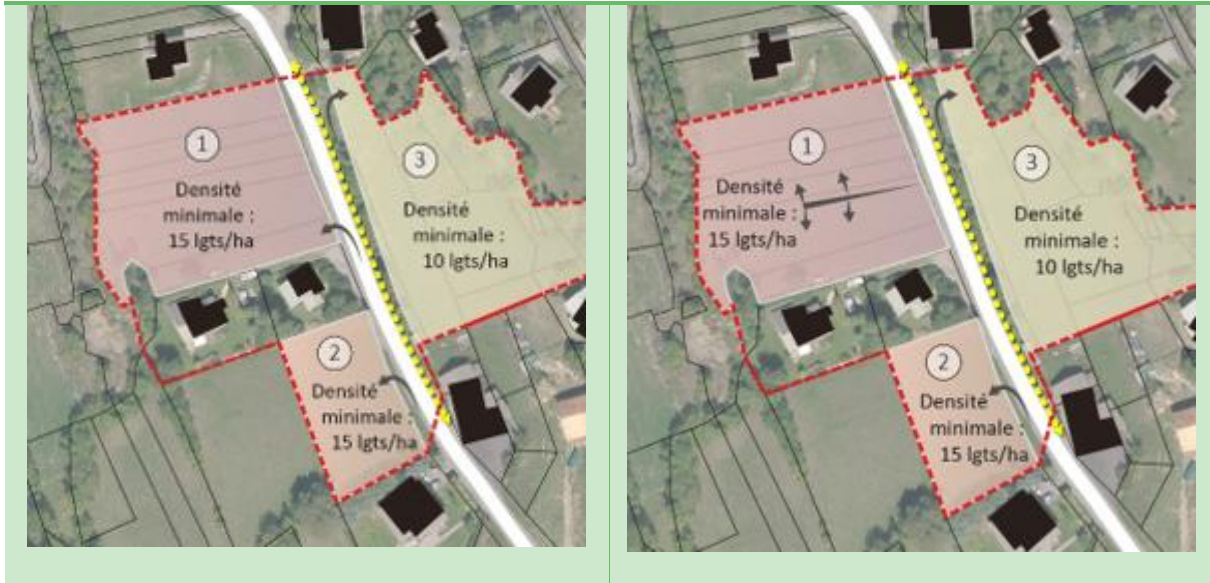 1
Densité
minimale :
15 lgts/ha
3
Densité
minimale :
10 lgts/ha
2
Densité
minimale :
15 lgts/ha
1
Densité
minimale :
15 lgts/ha
3
Densité
minimale :
10 lgts/ha
2
Densité
minimale :
15 lgts/ha